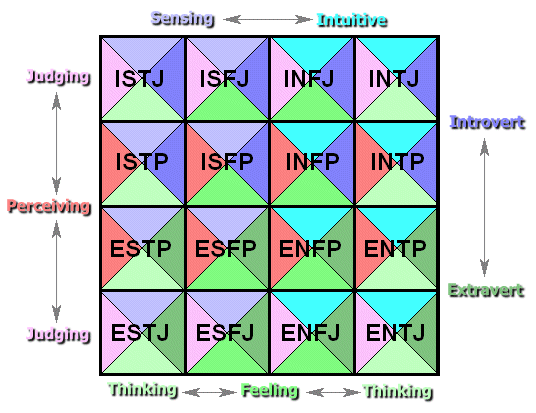 Sensing Intuitive
Judging ISTJ ISFJ INFJ INTJ
Introvert
ISTP ISFP INFP INTP
Perceiving
ESTP ESFP ENFP ENTP
Extravert
Judging ESTJ ESFJ ENFJ ENTJ
Thinking Feeling Thinking